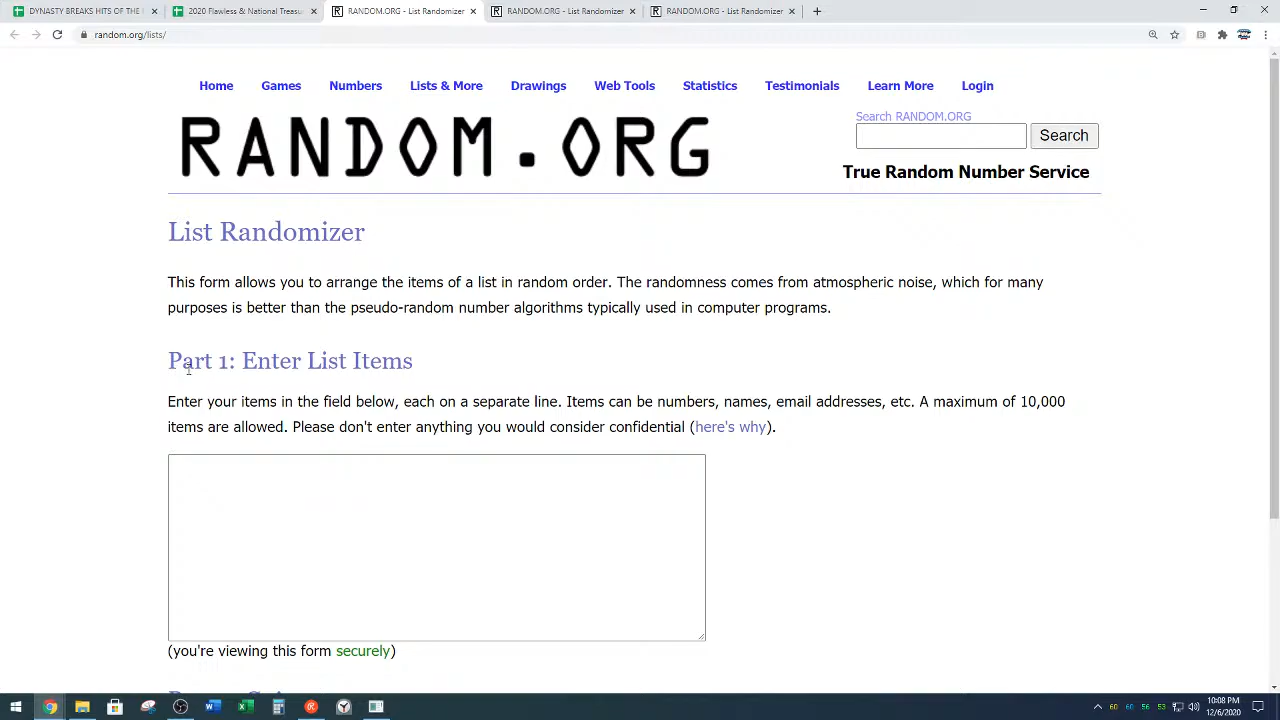 DYNASTY BREAKS HITS OF THE
2020 Flawless & National Treasu
RANDOM.ORG - List Randomizer
RANDOM.ORG - List Randomizer
RANDOM.ORG - List Randomizer
random.org/lists/
Home Games Numbers Lists & More Drawings Web Tools Statistics Testimonials Learn More Login
RANDOM.ORG
Search RANDOM.ORG
Search
True Random Number Service
List Randomizer
This form allows you to arrange the items of a list in random order. The randomness comes from atmospheric noise, which for many
purposes is better than the pseudo-random number algorithms typically used in computer programs.
Part 1: Enter List Items
Enter your items in the field below, each on a separate line. Items can be numbers, names, email addresses, etc. A maximum of 10,000
items are allowed. Please don't enter anything you would consider confidential (here's why).
(you're viewing this form securely)
60 60 56 53
10:08 PM
12/6/2020